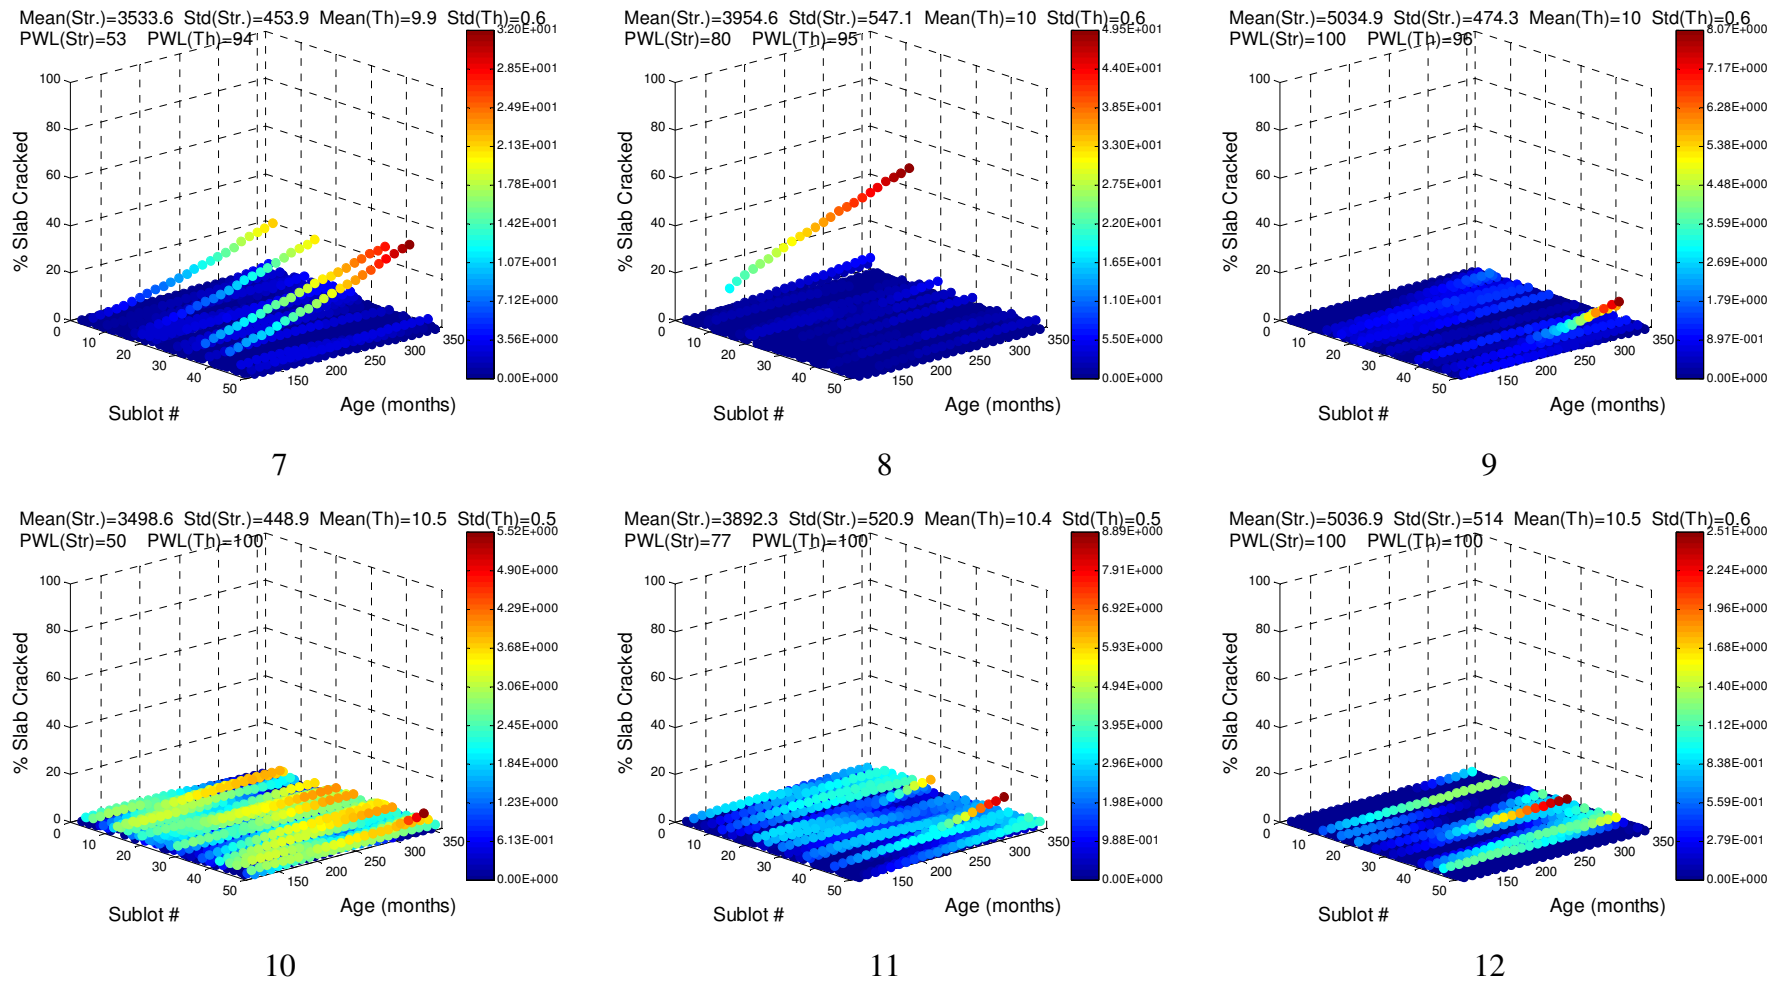 Mean(Str.)=3533.6 Std(Str.)=453.9 Mean(Th)=9.9 Std(Th)=0.6
PWL(Str)=53 PWL(Th)=94
3.20E+001
2.85E+001
2.49E+001
2.13E+001
1.78E+001
1.42E+001
1.07E+001
7.12E+000
3.56E+000
0.00E+000
100
80
60
40
20
0
% Slab Cracked
0
10
20
30
40
50
Sublot #
150
200
250
300
350
Age (months)
7
Mean(Str.)=3954.6 Std(Str.)=547.1 Mean(Th)=10 Std(Th)=0.6
PWL(Str)=80 PWL(Th)=95
4.95E+001
4.40E+001
3.85E+001
3.30E+001
2.75E+001
2.20E+001
1.65E+001
1.10E+001
5.50E+000
0.00E+000
100
80
60
40
20
0
% Slab Cracked
0
10
20
30
40
50
Sublot #
150
200
250
300
350
Age (months)
8
Mean(Str.)=5034.9 Std(Str.)=474.3 Mean(Th)=10 Std(Th)=0.6
PWL(Str)=100 PWL(Th)=96
8.07E+000
7.17E+000
6.28E+000
5.38E+000
4.48E+000
3.59E+000
2.69E+000
1.79E+000
8.97E-001
0.00E+000
100
80
60
40
20
0
% Slab Cracked
0
10
20
30
40
50
Sublot #
150
200
250
300
350
Age (months)
9
Mean(Str.)=3498.6 Std(Str.)=448.9 Mean(Th)=10.5 Std(Th)=0.5
PWL(Str)=50 PWL(Th)=100
5.52E+000
4.90E+000
4.29E+000
3.68E+000
3.06E+000
2.45E+000
1.84E+000
1.23E+000
6.13E-001
0.00E+000
100
80
60
40
20
0
% Slab Cracked
0
10
20
30
40
50
Sublot #
150
200
250
300
350
Age (months)
10
Mean(Str.)=3892.3 Std(Str.)=520.9 Mean(Th)=10.4 Std(Th)=0.5
PWL(Str)=77 PWL(Th)=100
8.89E+000
7.91E+000
6.92E+000
5.93E+000
4.94E+000
3.95E+000
2.96E+000
1.98E+000
9.88E-001
0.00E+000
100
80
60
40
20
0
% Slab Cracked
0
10
20
30
40
50
Sublot #
150
200
250
300
350
Age (months)
11
Mean(Str.)=5036.9 Std(Str.)=514 Mean(Th)=10.5 Std(Th)=0.6
PWL(Str)=100 PWL(Th)=100
2.51E+000
2.24E+000
1.96E+000
1.68E+000
1.40E+000
1.12E+000
8.38E-001
5.59E-001
2.79E-001
0.00E+000
100
80
60
40
20
0
% Slab Cracked
0
10
20
30
40
50
Sublot #
150
200
250
300
350
Age (months)
12